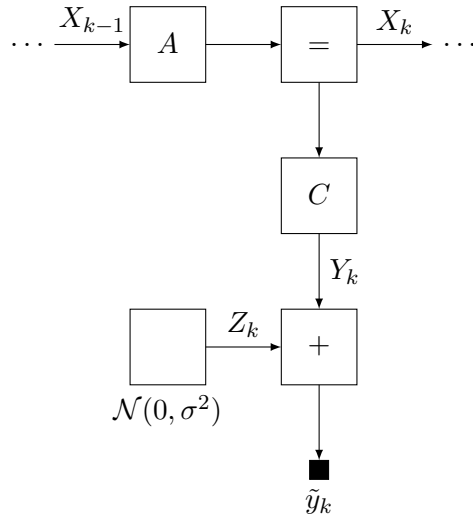 ⋯ X_{k−1} A = X_k ⋯
C
Y_k
Z_k +
𝒩(0, σ²)
ỹ_k